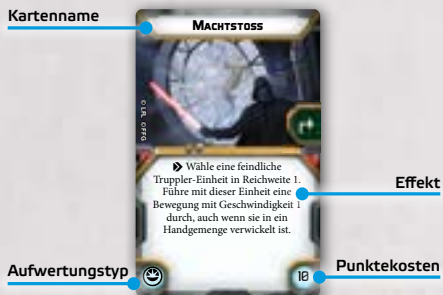 Kartenname
Machtstoss
© LFL ©FFG
Wähle eine feindliche
Truppler-Einheit in Reichweite 1.
Führe mit dieser Einheit eine
Bewegung mit Geschwindigkeit 1
durch, auch wenn sie in ein
Handgemenge verwickelt ist.
Effekt
Aufwertungstyp
10
Punktekosten